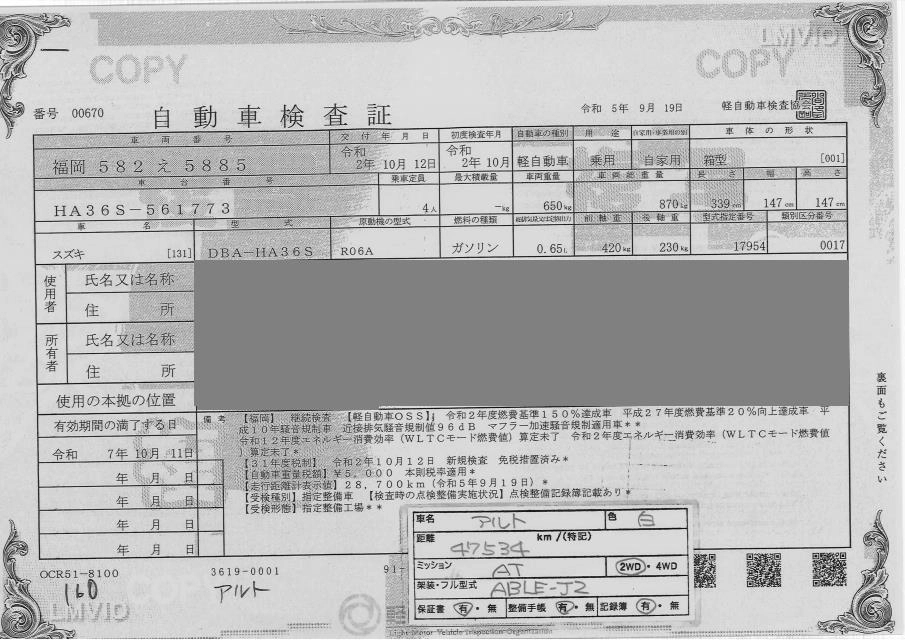 COPY
LMVIO
COPY
番号 00670 自動車検査証 令和 5年 9月 19日 軽自動車検査協会
車両番号 交付年月日 初度検査年月 自動車の種別 用途 自家用・事業用の別 車体の形状
福岡 582 え 5885 令和 2年 10月 12日 令和 2年 10月 軽自動車 乗用 自家用 箱型 [001]
車台番号 乗車定員 最大積載量 車両重量 車両総重量 長さ 幅 高さ
HA36S-561773 4人 -kg 650kg 870kg 339cm 147cm 147cm
車名 型式 原動機の型式 燃料の種類 総排気量又は定格出力 前軸重 後軸重 型式指定番号 類別区分番号
スズキ [131] DBA-HA36S R06A ガソリン 0.65L 420kg 230kg 17954 0017
使用者 氏名又は名称
住所
所有者 氏名又は名称
住所
使用の本拠の位置
有効期間の満了する日
令和 7年 10月 11日
年 月 日
年 月 日
年 月 日
年 月 日
備考 【福岡】 継続検査 【軽自動車OSS】 令和2年度燃費基準150%達成車 平成27年度燃費基準20%向上達成車 平
成10年騒音規制車 近接排気騒音規制値96dB マフラー加速騒音規制適用車**
令和12年度エネルギー消費効率(WLTCモード燃費値)算定未了 令和2年度エネルギー消費効率(WLTCモード燃費値
)算定未了*
【31年度税制】 令和2年10月12日 新規検査 免税措置済み*
【自動車重量税額】¥5,000 本則税率適用*
【走行距離計表示値】28,700km(令和5年9月19日)*
【受検種別】指定整備車 【検査時の点検整備実施状況】点検整備記録簿記載あり*
【受検形態】指定整備工場**
裏面もご覧ください
車名 アルト 色 白
距離 47534 km/(特記)
ミッション AT 2WD・4WD
架装・フル型式 ABLE-J2
保証書 有・無 整備手帳 有・無 記録簿 有・無
OCR51-8100 3619-0001 91-
160 アルト
LMVIO
Light Motor Vehicle Inspection Organization